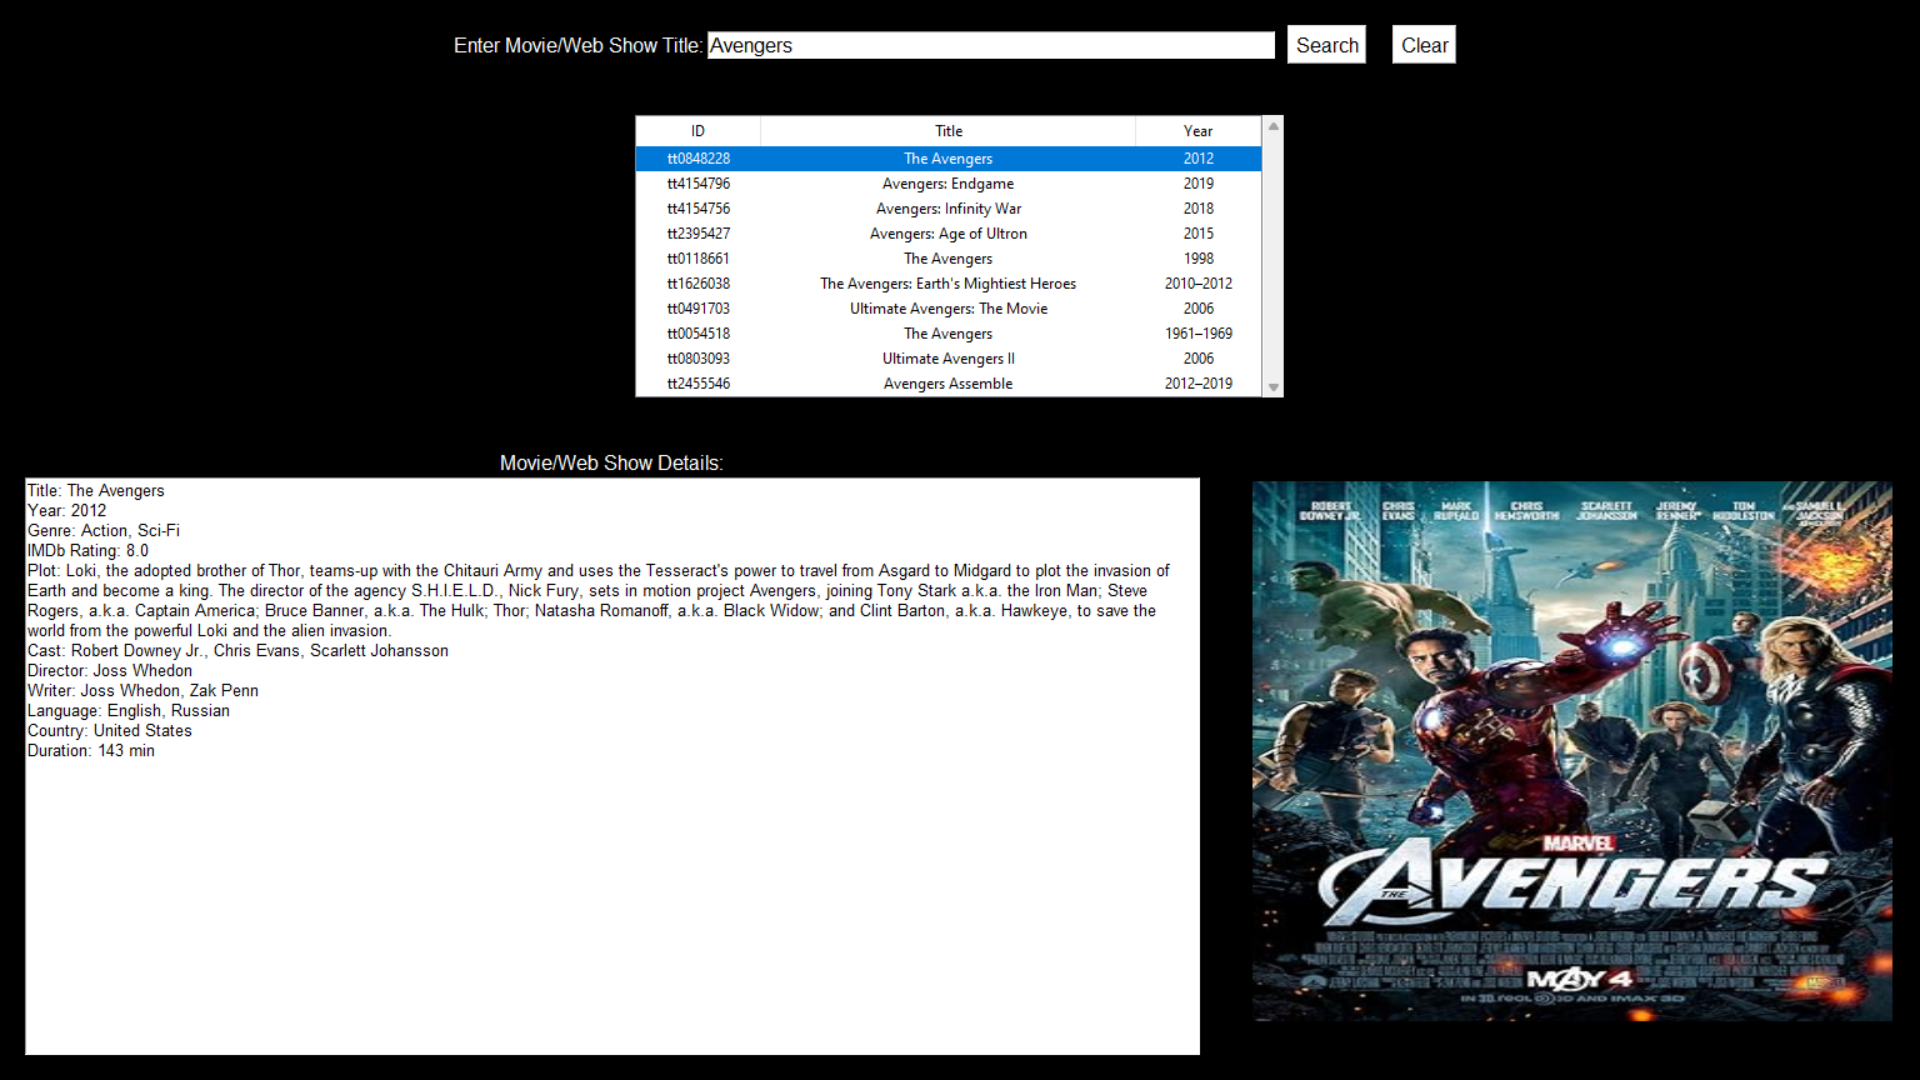 Enter Movie/Web Show Title: Avengers Search Clear
ID Title Year
tt0848228 The Avengers 2012
tt4154796 Avengers: Endgame 2019
tt4154756 Avengers: Infinity War 2018
tt2395427 Avengers: Age of Ultron 2015
tt0118661 The Avengers 1998
tt1626038 The Avengers: Earth's Mightiest Heroes 2010–2012
tt0491703 Ultimate Avengers: The Movie 2006
tt0054518 The Avengers 1961–1969
tt0803093 Ultimate Avengers II 2006
tt2455546 Avengers Assemble 2012–2019
Movie/Web Show Details:
Title: The Avengers
Year: 2012
Genre: Action, Sci-Fi
IMDb Rating: 8.0
Plot: Loki, the adopted brother of Thor, teams-up with the Chitauri Army and uses the Tesseract's power to travel from Asgard to Midgard to plot the invasion of
Earth and become a king. The director of the agency S.H.I.E.L.D., Nick Fury, sets in motion project Avengers, joining Tony Stark a.k.a. the Iron Man; Steve
Rogers, a.k.a. Captain America; Bruce Banner, a.k.a. The Hulk; Thor; Natasha Romanoff, a.k.a. Black Widow; and Clint Barton, a.k.a. Hawkeye, to save the
world from the powerful Loki and the alien invasion.
Cast: Robert Downey Jr., Chris Evans, Scarlett Johansson
Director: Joss Whedon
Writer: Joss Whedon, Zak Penn
Language: English, Russian
Country: United States
Duration: 143 min
ROBERT CHRIS MARK CHRIS SCARLETT JEREMY TOM AND SAMUEL L.
DOWNEY JR. EVANS RUFFALO HEMSWORTH JOHANSSON RENNER HIDDLESTON JACKSON
MARVEL
THE AVENGERS
MAY 4
IN 3D, REAL D 3D AND IMAX 3D